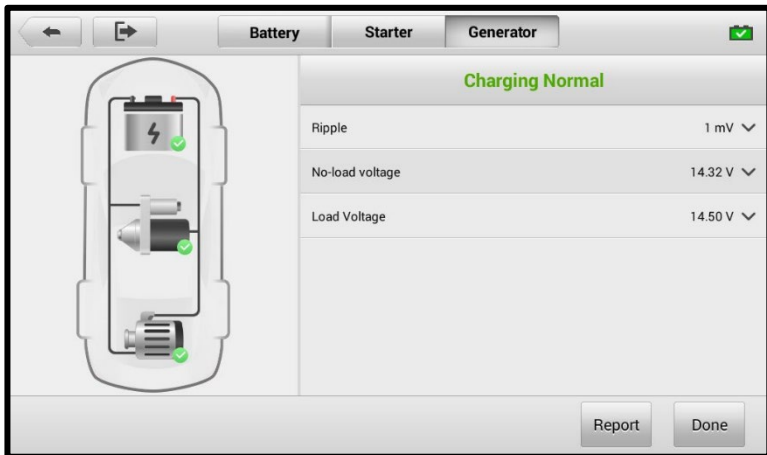 Battery Starter Generator
Charging Normal
Ripple 1 mV
No-load voltage 14.32 V
Load Voltage 14.50 V
Report Done